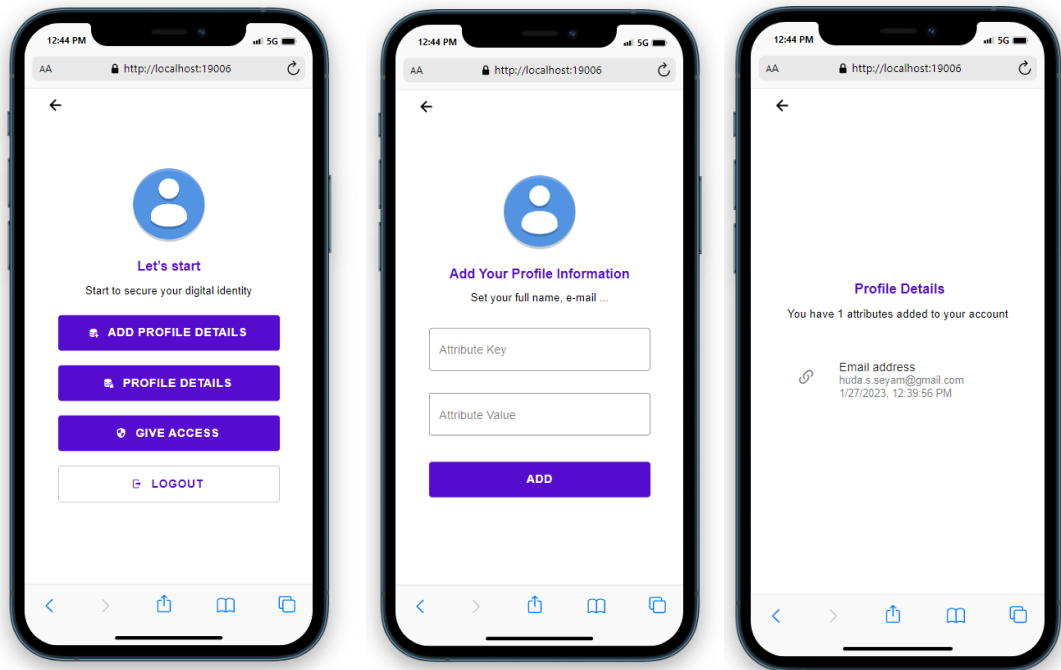 12:44 PM
5G
AA
http://localhost:19006
Let's start
Start to secure your digital identity
ADD PROFILE DETAILS
PROFILE DETAILS
GIVE ACCESS
LOGOUT
12:44 PM
5G
AA
http://localhost:19006
Add Your Profile Information
Set your full name, e-mail ...
Attribute Key
Attribute Value
ADD
12:44 PM
5G
AA
http://localhost:19006
Profile Details
You have 1 attributes added to your account
Email address
huda.s.seyam@gmail.com
1/27/2023, 12:39:56 PM